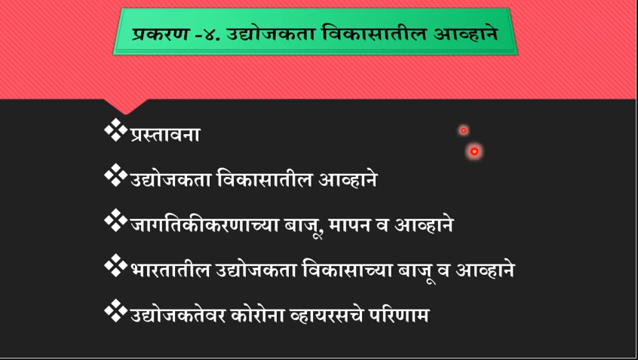 प्रकरण -४. उद्योजकता विकासातील आव्हाने
❖प्रस्तावना
❖उद्योजकता विकासातील आव्हाने
❖जागतिकीकरणाच्या बाजू, मापन व आव्हाने
❖भारतातील उद्योजकता विकासाच्या बाजू व आव्हाने
❖उद्योजकतेवर कोरोना व्हायरसचे परिणाम